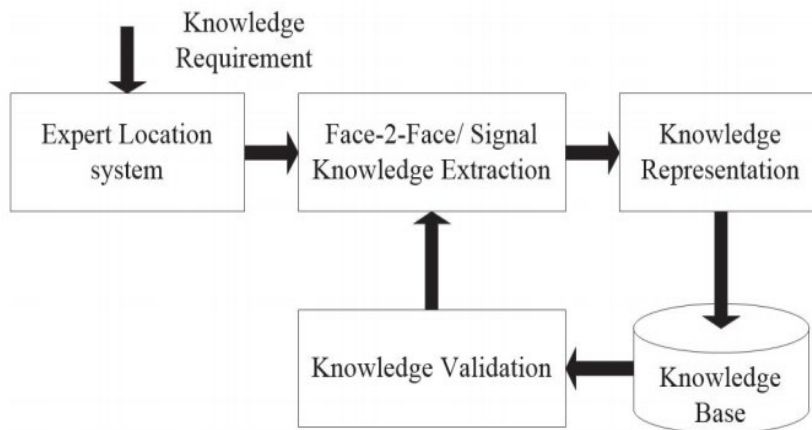 Knowledge
Requirement
Expert Location
system
Face-2-Face/ Signal
Knowledge Extraction
Knowledge
Representation
Knowledge Validation
Knowledge
Base